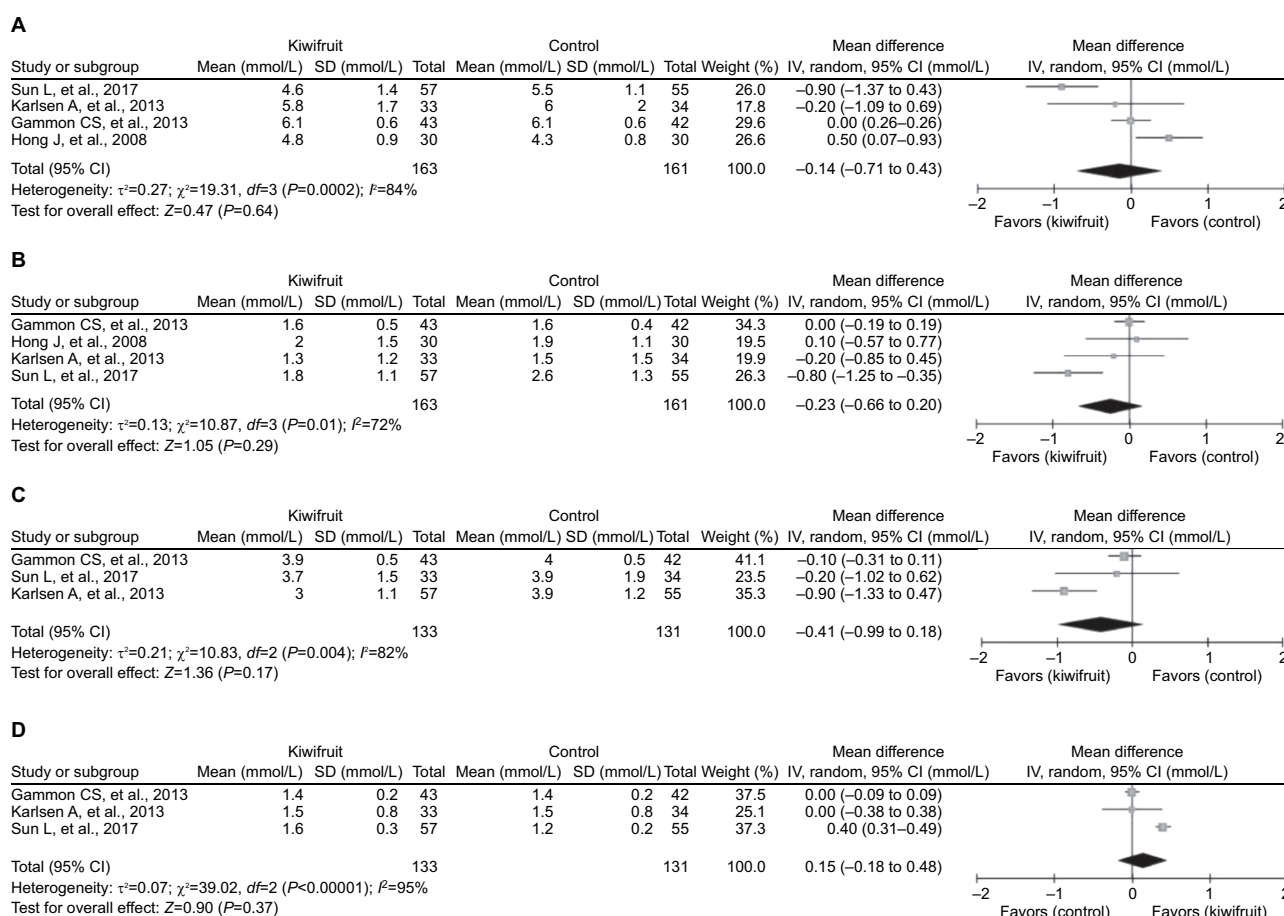 A
Kiwifruit Control Mean difference Mean difference
Study or subgroup Mean (mmol/L) SD (mmol/L) Total Mean (mmol/L) SD (mmol/L) Total Weight (%) IV, random, 95% CI (mmol/L) IV, random, 95% CI (mmol/L)
Sun L, et al., 2017 4.6 1.4 57 5.5 1.1 55 26.0 –0.90 (–1.37 to 0.43)
Karlsen A, et al., 2013 5.8 1.7 33 6 2 34 17.8 –0.20 (–1.09 to 0.69)
Gammon CS, et al., 2013 6.1 0.6 43 6.1 0.6 42 29.6 0.00 (0.26–0.26)
Hong J, et al., 2008 4.8 0.9 30 4.3 0.8 30 26.6 0.50 (0.07–0.93)
Total (95% CI) 163 161 100.0 –0.14 (–0.71 to 0.43)
Heterogeneity: τ²=0.27; χ²=19.31, df=3 (P=0.0002); I²=84%
Test for overall effect: Z=0.47 (P=0.64)
–2 –1 0 1 2
Favors (kiwifruit) Favors (control)
B
Kiwifruit Control Mean difference Mean difference
Study or subgroup Mean (mmol/L) SD (mmol/L) Total Mean (mmol/L) SD (mmol/L) Total Weight (%) IV, random, 95% CI (mmol/L) IV, random, 95% CI (mmol/L)
Gammon CS, et al., 2013 1.6 0.5 43 1.6 0.4 42 34.3 0.00 (–0.19 to 0.19)
Hong J, et al., 2008 2 1.5 30 1.9 1.1 30 19.5 0.10 (–0.57 to 0.77)
Karlsen A, et al., 2013 1.3 1.2 33 1.5 1.5 34 19.9 –0.20 (–0.85 to 0.45)
Sun L, et al., 2017 1.8 1.1 57 2.6 1.3 55 26.3 –0.80 (–1.25 to –0.35)
Total (95% CI) 163 161 100.0 –0.23 (–0.66 to 0.20)
Heterogeneity: τ²=0.13; χ²=10.87, df=3 (P=0.01); I²=72%
Test for overall effect: Z=1.05 (P=0.29)
–2 –1 0 1 2
Favors (kiwifruit) Favors (control)
C
Kiwifruit Control Mean difference Mean difference
Study or subgroup Mean (mmol/L) SD (mmol/L) Total Mean (mmol/L) SD (mmol/L) Total Weight (%) IV, random, 95% CI (mmol/L) IV, random, 95% CI (mmol/L)
Gammon CS, et al., 2013 3.9 0.5 43 4 0.5 42 41.1 –0.10 (–0.31 to 0.11)
Sun L, et al., 2017 3.7 1.5 33 3.9 1.9 34 23.5 –0.20 (–1.02 to 0.62)
Karlsen A, et al., 2013 3 1.1 57 3.9 1.2 55 35.3 –0.90 (–1.33 to 0.47)
Total (95% CI) 133 131 100.0 –0.41 (–0.99 to 0.18)
Heterogeneity: τ²=0.21; χ²=10.83, df=2 (P=0.004); I²=82%
Test for overall effect: Z=1.36 (P=0.17)
–2 –1 0 1 2
Favors (kiwifruit) Favors (control)
D
Kiwifruit Control Mean difference Mean difference
Study or subgroup Mean (mmol/L) SD (mmol/L) Total Mean (mmol/L) SD (mmol/L) Total Weight (%) IV, random, 95% CI (mmol/L) IV, random, 95% CI (mmol/L)
Gammon CS, et al., 2013 1.4 0.2 43 1.4 0.2 42 37.5 0.00 (–0.09 to 0.09)
Karlsen A, et al., 2013 1.5 0.8 33 1.5 0.8 34 25.1 0.00 (–0.38 to 0.38)
Sun L, et al., 2017 1.6 0.3 57 1.2 0.2 55 37.3 0.40 (0.31–0.49)
Total (95% CI) 133 131 100.0 0.15 (–0.18 to 0.48)
Heterogeneity: τ²=0.07; χ²=39.02, df=2 (P<0.00001); I²=95%
Test for overall effect: Z=0.90 (P=0.37)
–2 –1 0 1 2
Favors (control) Favors (kiwifruit)